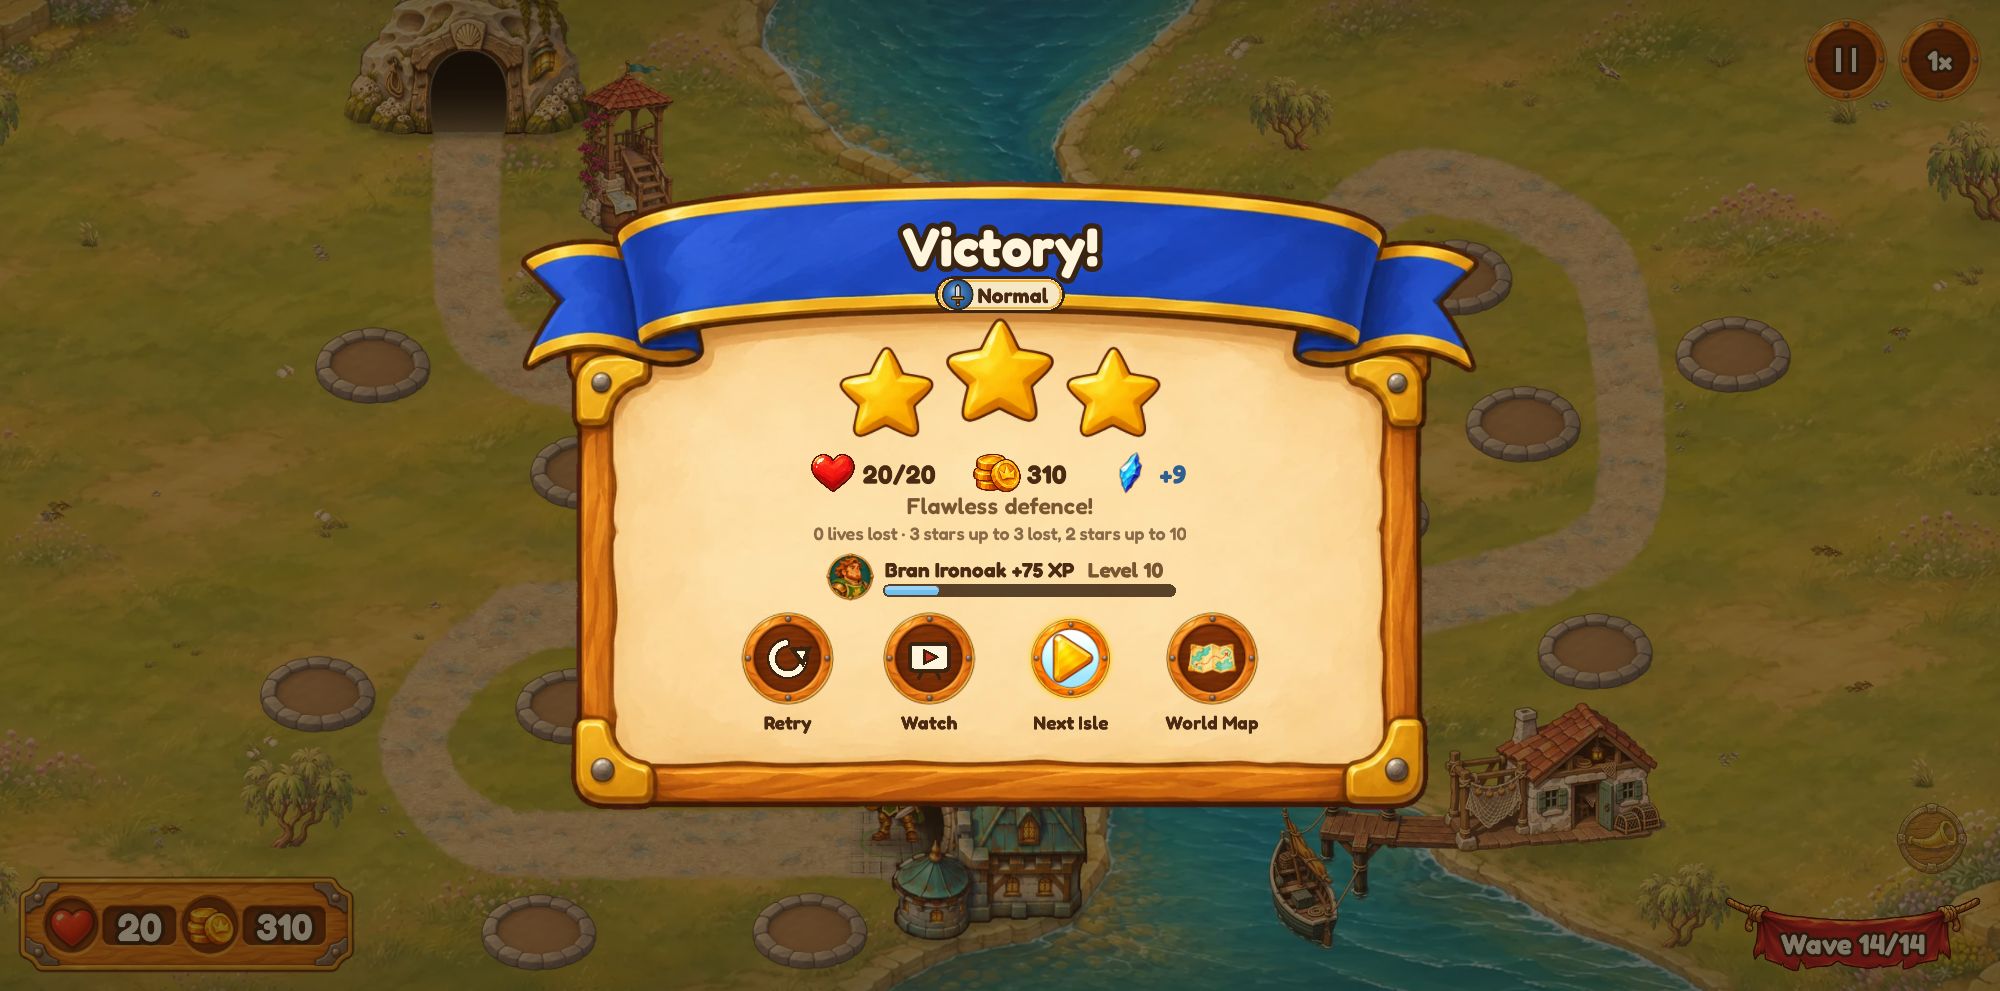 1x
Victory!
Normal
20/20 310 +9
Flawless defence!
0 lives lost · 3 stars up to 3 lost, 2 stars up to 10
Bran Ironoak +75 XP Level 10
Retry Watch Next Isle World Map
20 310
Wave 14/14